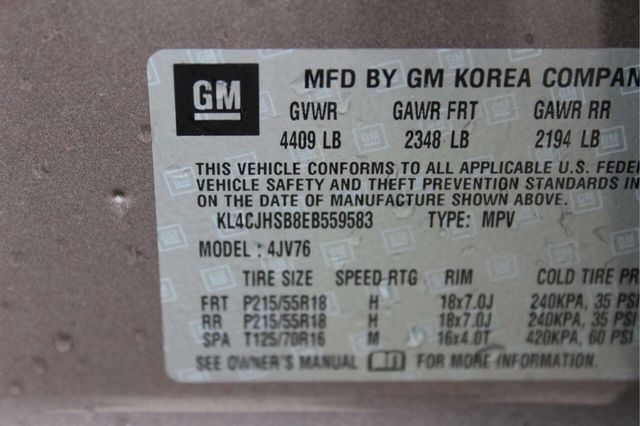 GM MFD BY GM KOREA COMPAN
GVWR GAWR FRT GAWR RR
4409 LB 2348 LB 2194 LB
THIS VEHICLE CONFORMS TO ALL APPLICABLE U.S. FEDE
VEHICLE SAFETY AND THEFT PREVENTION STANDARDS IN
ON THE DATE OF MANUFACTURE SHOWN ABOVE.
KL4CJHSB8EB559583 TYPE: MPV
MODEL : 4JV76
TIRE SIZE SPEED RTG RIM COLD TIRE PR
FRT P215/55R18 H 18x7.0J 240KPA, 35 PSI
RR P215/55R18 H 18x7.0J 240KPA, 35 PSI
SPA T125/70R16 M 16x4.0T 420KPA, 60 PSI
SEE OWNER'S MANUAL FOR MORE INFORMATION.